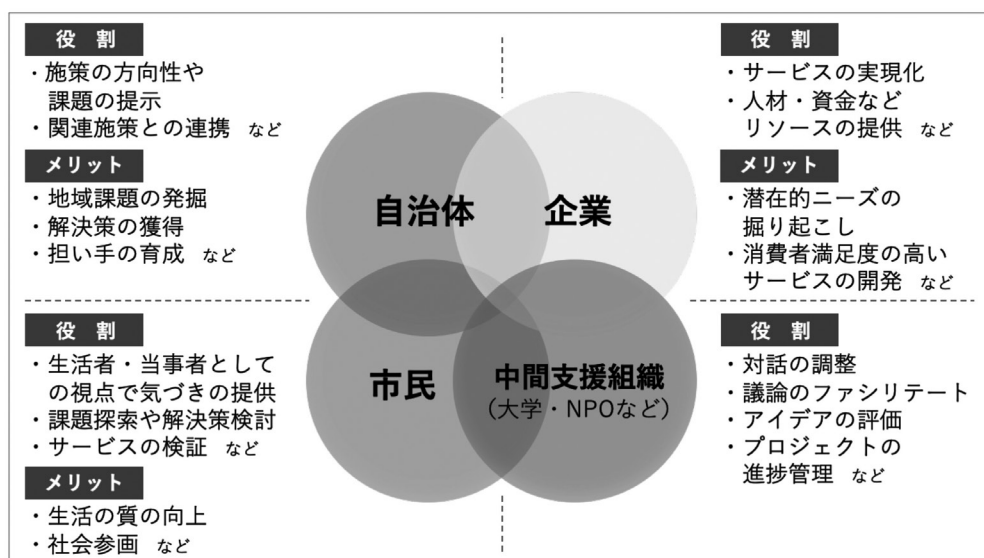 役 割
・施策の方向性や
課題の提示
・関連施策との連携 など
メリット
・地域課題の発掘
・解決策の獲得
・担い手の育成 など
役 割
・サービスの実現化
・人材・資金など
リソースの提供 など
メリット
・潜在的ニーズの
掘り起こし
・消費者満足度の高い
サービスの開発 など
自治体
企業
市民
中間支援組織
（大学・NPOなど）
役 割
・生活者・当事者として
の視点で気づきの提供
・課題探索や解決策検討
・サービスの検証 など
メリット
・生活の質の向上
・社会参画 など
役 割
・対話の調整
・議論のファシリテート
・アイデアの評価
・プロジェクトの
進捗管理 など